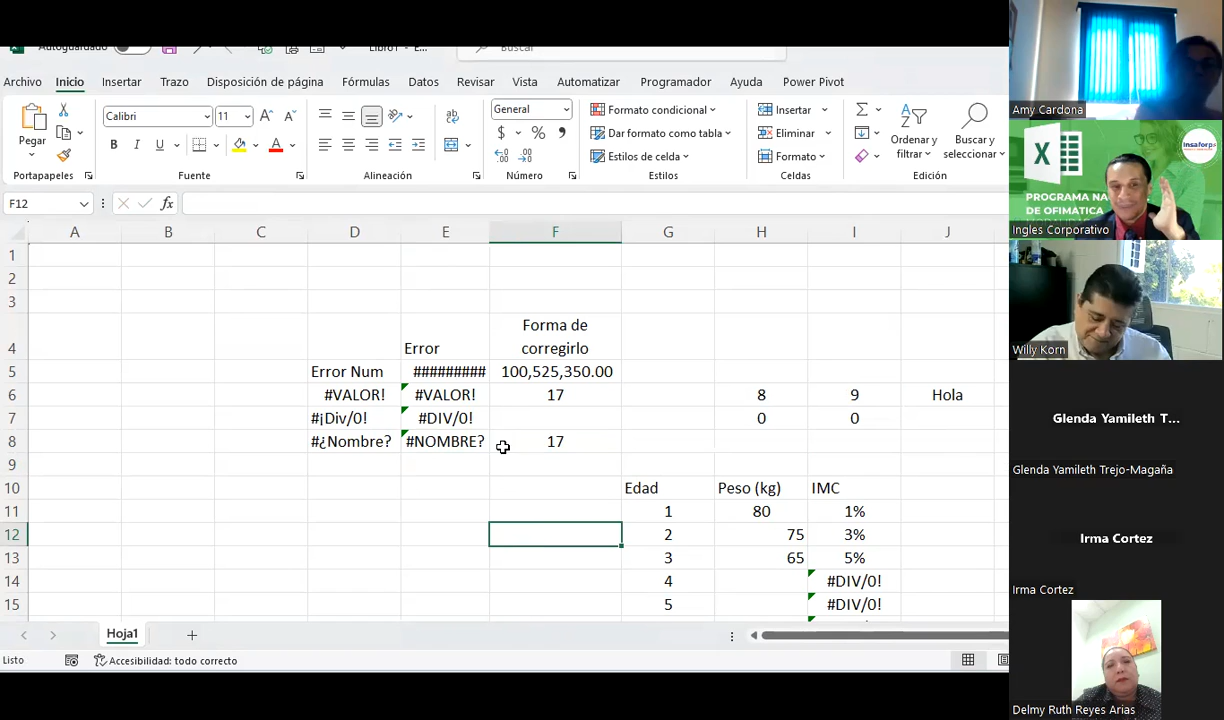 Autoguardado
Libro1 - E...
Buscar
Archivo Inicio Insertar Trazo Disposición de página Fórmulas Datos Revisar Vista Automatizar Programador Ayuda Power Pivot
Pegar
Portapapeles
Calibri 11
N K S
Fuente
Alineación
General
$ % ,
Número
Formato condicional
Dar formato como tabla
Estilos de celda
Estilos
Insertar
Eliminar
Formato
Celdas
Ordenar y filtrar
Buscar y seleccionar
Edición
F12 fx
A B C D E F G H I J
1
2
3
4 Error Forma de corregirlo
5 Error Num ######### 100,525,350.00
6 #VALOR! #VALOR! 17 8 9 Hola
7 #¡Div/0! #DIV/0! 0 0
8 #¿Nombre? #NOMBRE? 17
9
10 Edad Peso (kg) IMC
11 1 80 1%
12 2 75 3%
13 3 65 5%
14 4 #DIV/0!
15 5 #DIV/0!
Hoja1
Listo Accesibilidad: todo correcto
Amy Cardona
insaforp
PROGRAMA NA
DE OFIMATICA
Ingles Corporativo
Willy Korn
Glenda Yamileth T...
Glenda Yamileth Trejo-Magaña
Irma Cortez
Irma Cortez
Delmy Ruth Reyes Arias